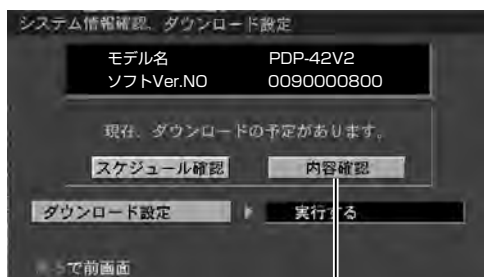 システム情報確認、ダウンロード設定
モデル名 PDP-42V2
ソフトVer.NO 0090000800
現在、ダウンロードの予定があります。
スケジュール確認 内容確認
ダウンロード設定 実行する
で前画面